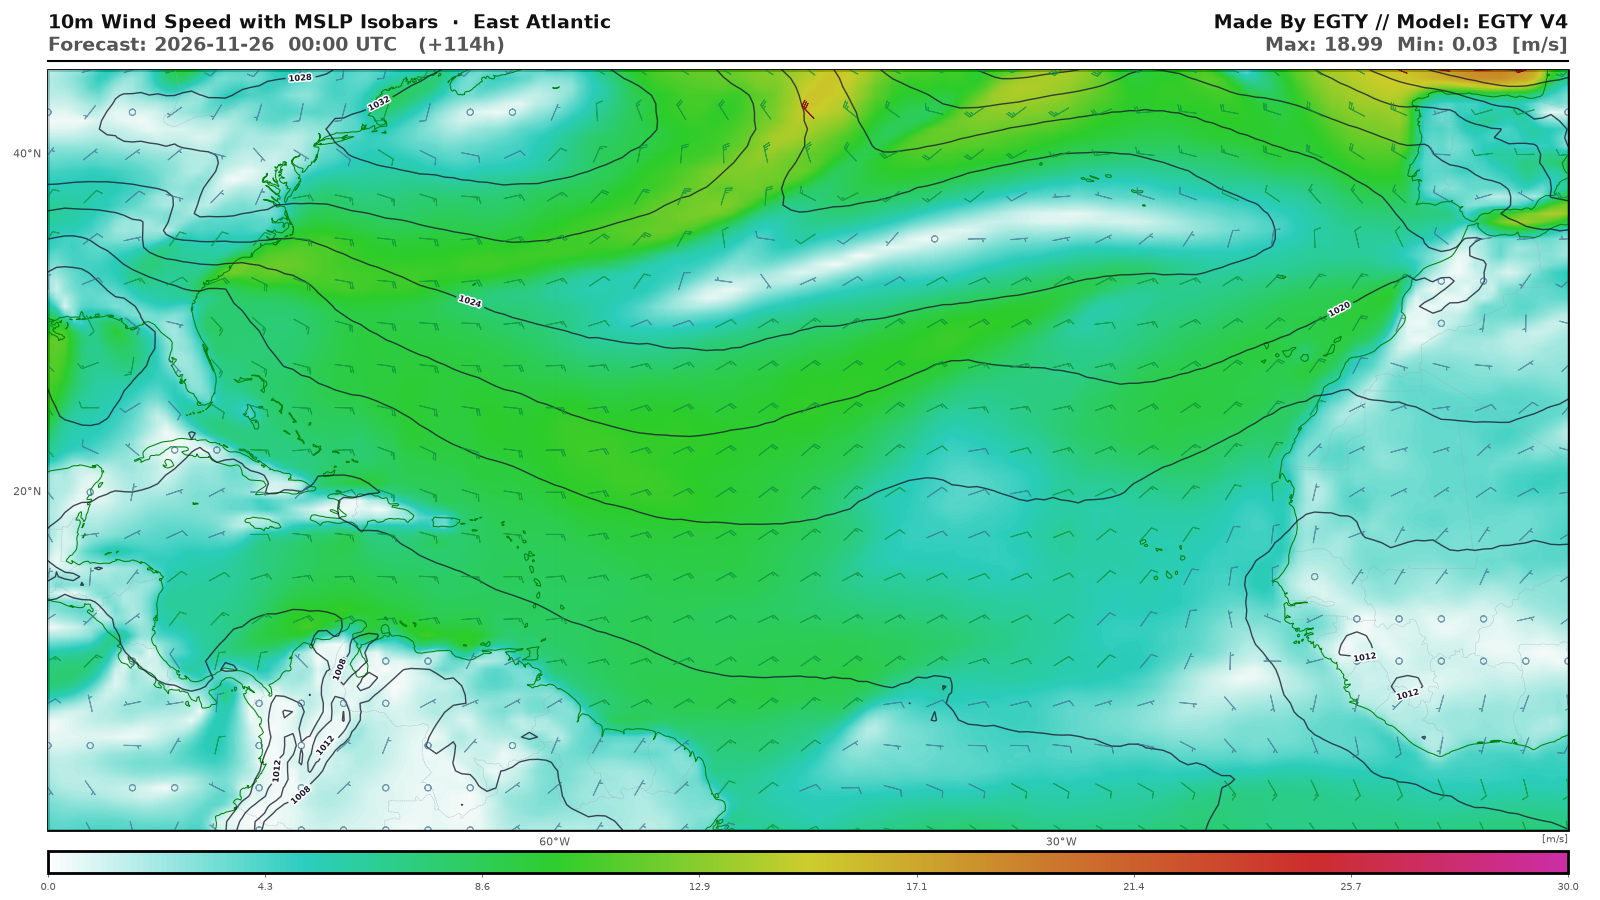 10m Wind Speed with MSLP Isobars · East Atlantic
Made By EGTY // Model: EGTY V4
Forecast: 2026-11-26 00:00 UTC (+114h)
Max: 18.99 Min: 0.03 [m/s]
1028
1032
40°N
1024
1020
20°N
1008
1012
1012
1012
1012
1008
60°W
30°W
[m/s]
0.0
4.3
8.6
12.9
17.1
21.4
25.7
30.0